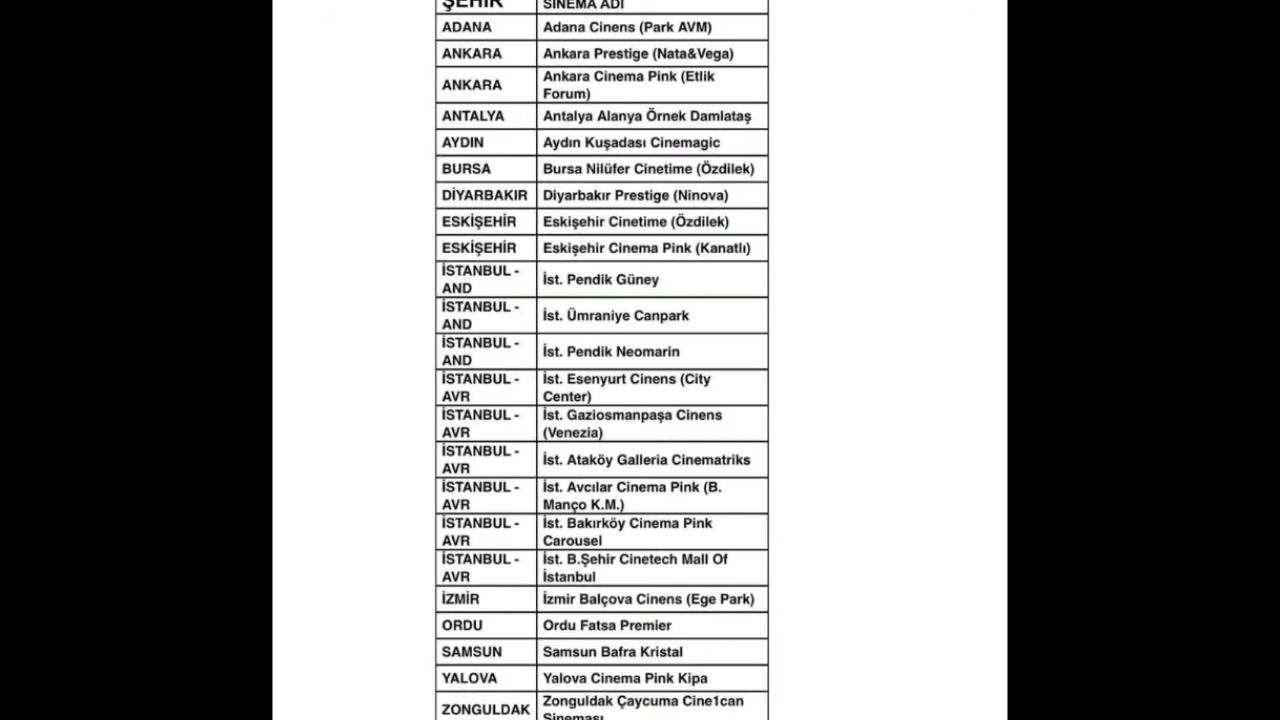 ŞEHİR SİNEMA ADI
ADANA Adana Cinens (Park AVM)
ANKARA Ankara Prestige (Nata&Vega)
ANKARA Ankara Cinema Pink (Etlik
Forum)
ANTALYA Antalya Alanya Örnek Damlataş
AYDIN Aydın Kuşadası Cinemagic
BURSA Bursa Nilüfer Cinetime (Özdilek)
DİYARBAKIR Diyarbakır Prestige (Ninova)
ESKİŞEHİR Eskişehir Cinetime (Özdilek)
ESKİŞEHİR Eskişehir Cinema Pink (Kanatlı)
İSTANBUL -
AND
İst. Pendik Güney
İSTANBUL -
AND
İst. Ümraniye Canpark
İSTANBUL -
AND
İst. Pendik Neomarin
İSTANBUL -
AVR
İst. Esenyurt Cinens (City
Center)
İSTANBUL -
AVR
İst. Gaziosmanpaşa Cinens
(Venezia)
İSTANBUL -
AVR
İst. Ataköy Galleria Cinematriks
İSTANBUL -
AVR
İst. Avcılar Cinema Pink (B.
Manço K.M.)
İSTANBUL -
AVR
İst. Bakırköy Cinema Pink
Carousel
İSTANBUL -
AVR
İst. B.Şehir Cinetech Mall Of
İstanbul
İZMİR İzmir Balçova Cinens (Ege Park)
ORDU Ordu Fatsa Premier
SAMSUN Samsun Bafra Kristal
YALOVA Yalova Cinema Pink Kipa
ZONGULDAK Zonguldak Çaycuma Cine1can
Sineması